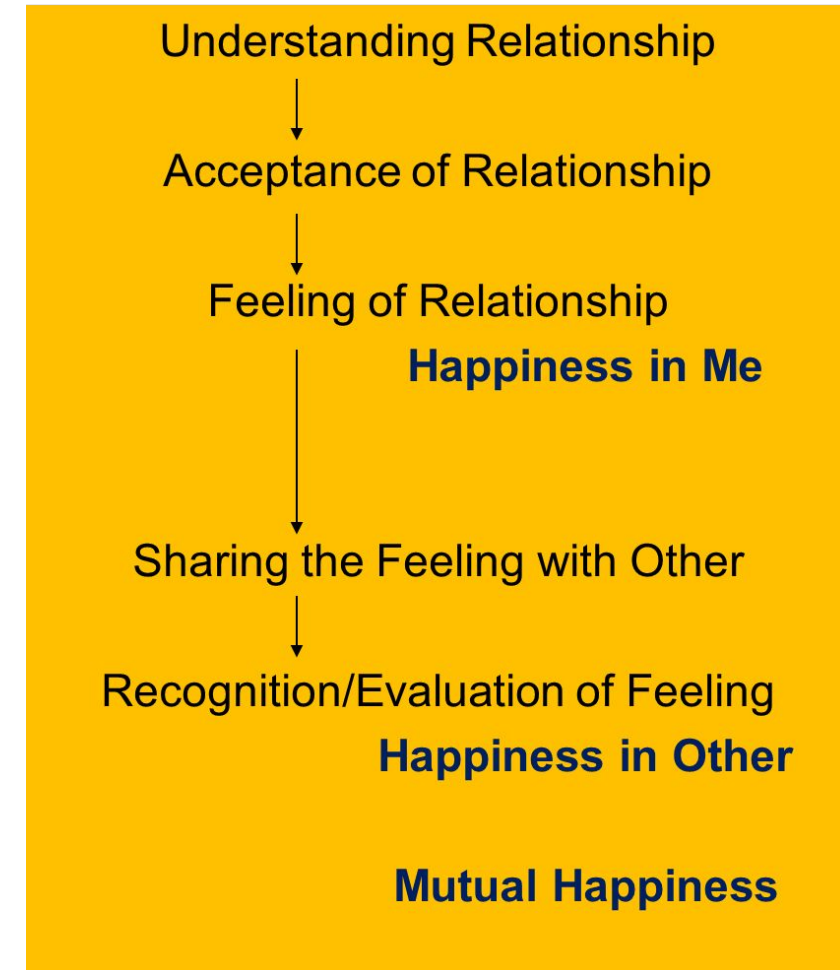 Understanding Relationship
Acceptance of Relationship
Feeling of Relationship
Happiness in Me
Sharing the Feeling with Other
Recognition/Evaluation of Feeling
Happiness in Other
Mutual Happiness